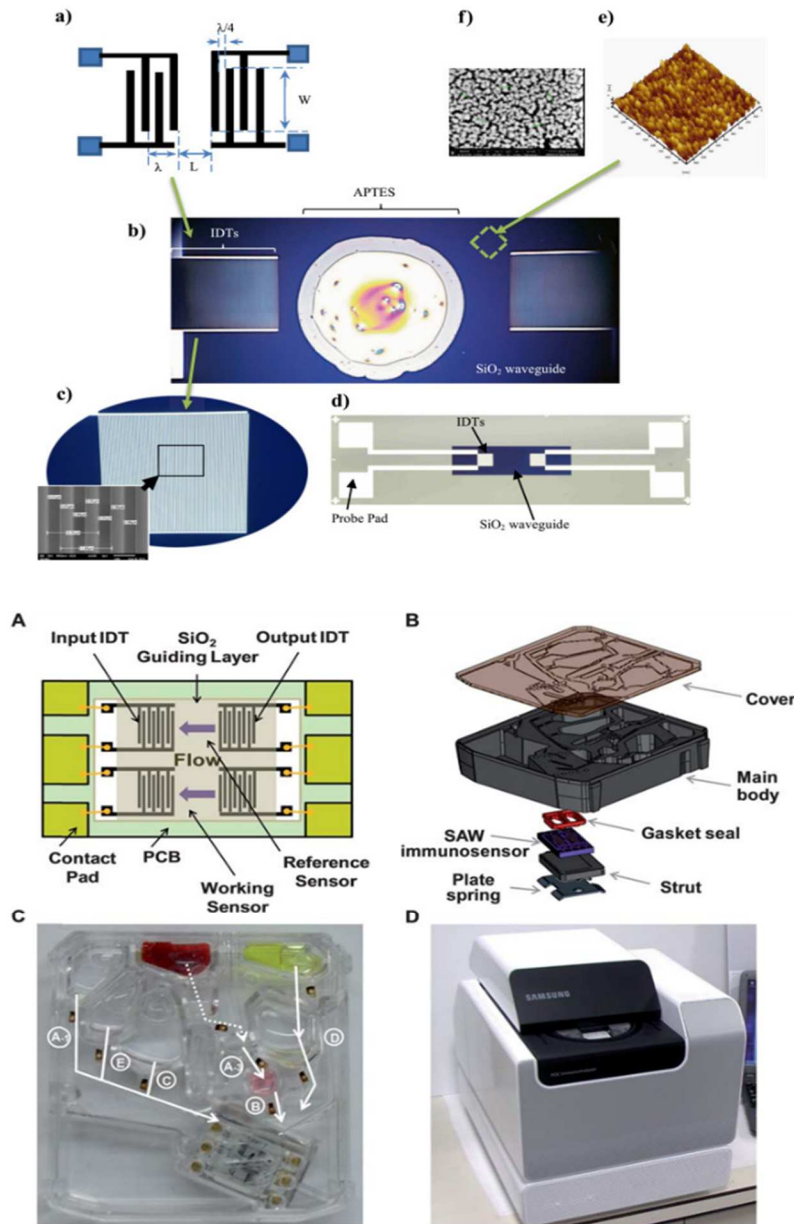 a)
λ/4
W
λ
L
f)
e)
APTES
b)
IDTs
SiO2 waveguide
c)
d)
IDTs
Probe Pad
SiO2 waveguide
A
Input IDT
SiO2
Guiding Layer
Output IDT
Flow
Contact
Pad
PCB
Working
Sensor
Reference
Sensor
B
Cover
Main
body
Gasket seal
SAW
immunosensor
Strut
Plate
spring
C
A-1
E
C
A-3
B
D
D
SAMSUNG